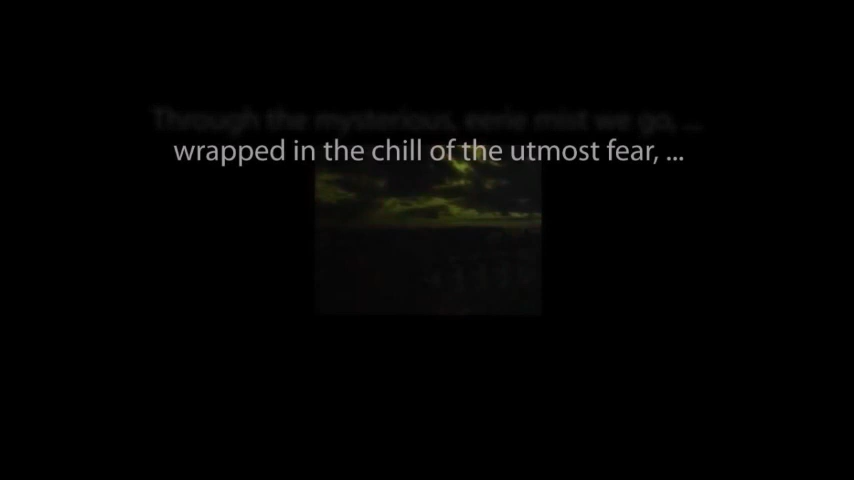 Through the mysterious, eerie mist we go, ...
wrapped in the chill of the utmost fear, ...